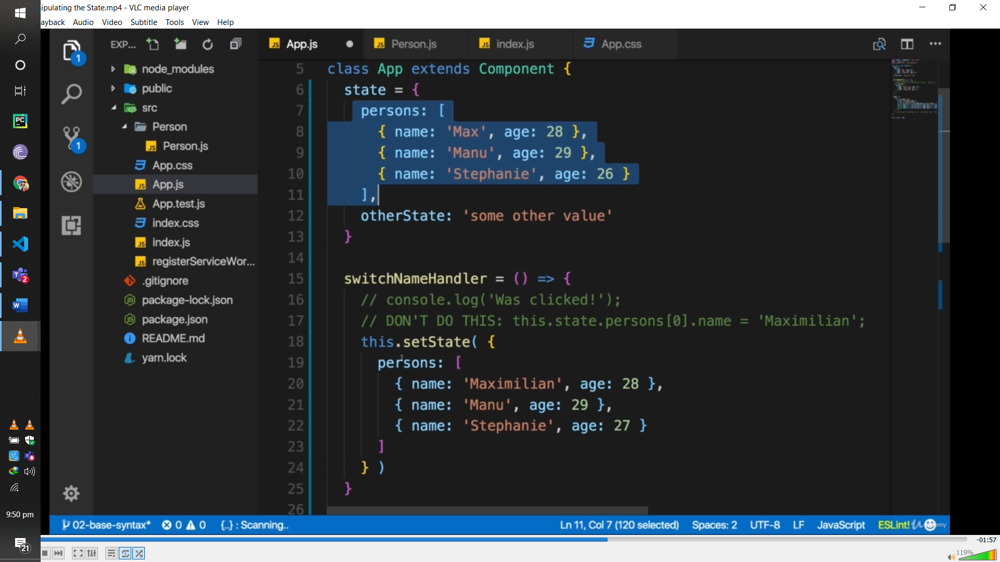 ipulating the State.mp4 - VLC media player
ayback Audio Video Subtitle Tools View Help
EXP...
App.js
Person.js
index.js
App.css
1
node_modules
public
src
Person
Person.js
App.css
App.js
App.test.js
index.css
index.js
registerServiceWor...
.gitignore
package-lock.json
package.json
README.md
yarn.lock
1
PC
2
W
5 class App extends Component {
6 state = {
7 persons: [
8 { name: 'Max', age: 28 },
9 { name: 'Manu', age: 29 },
10 { name: 'Stephanie', age: 26 }
11 ],
12 otherState: 'some other value'
13 }
14
15 switchNameHandler = () => {
16 // console.log('Was clicked!');
17 // DON'T DO THIS: this.state.persons[0].name = 'Maximilian';
18 this.setState( {
19 persons: [
20 { name: 'Maximilian', age: 28 },
21 { name: 'Manu', age: 29 },
22 { name: 'Stephanie', age: 27 }
23 ]
24 } )
25 }
26
9:50 pm
21
02-base-syntax* 0 0 {..} : Scanning.. Ln 11, Col 7 (120 selected) Spaces: 2 UTF-8 LF JavaScript ESLint!
-01:57
119%